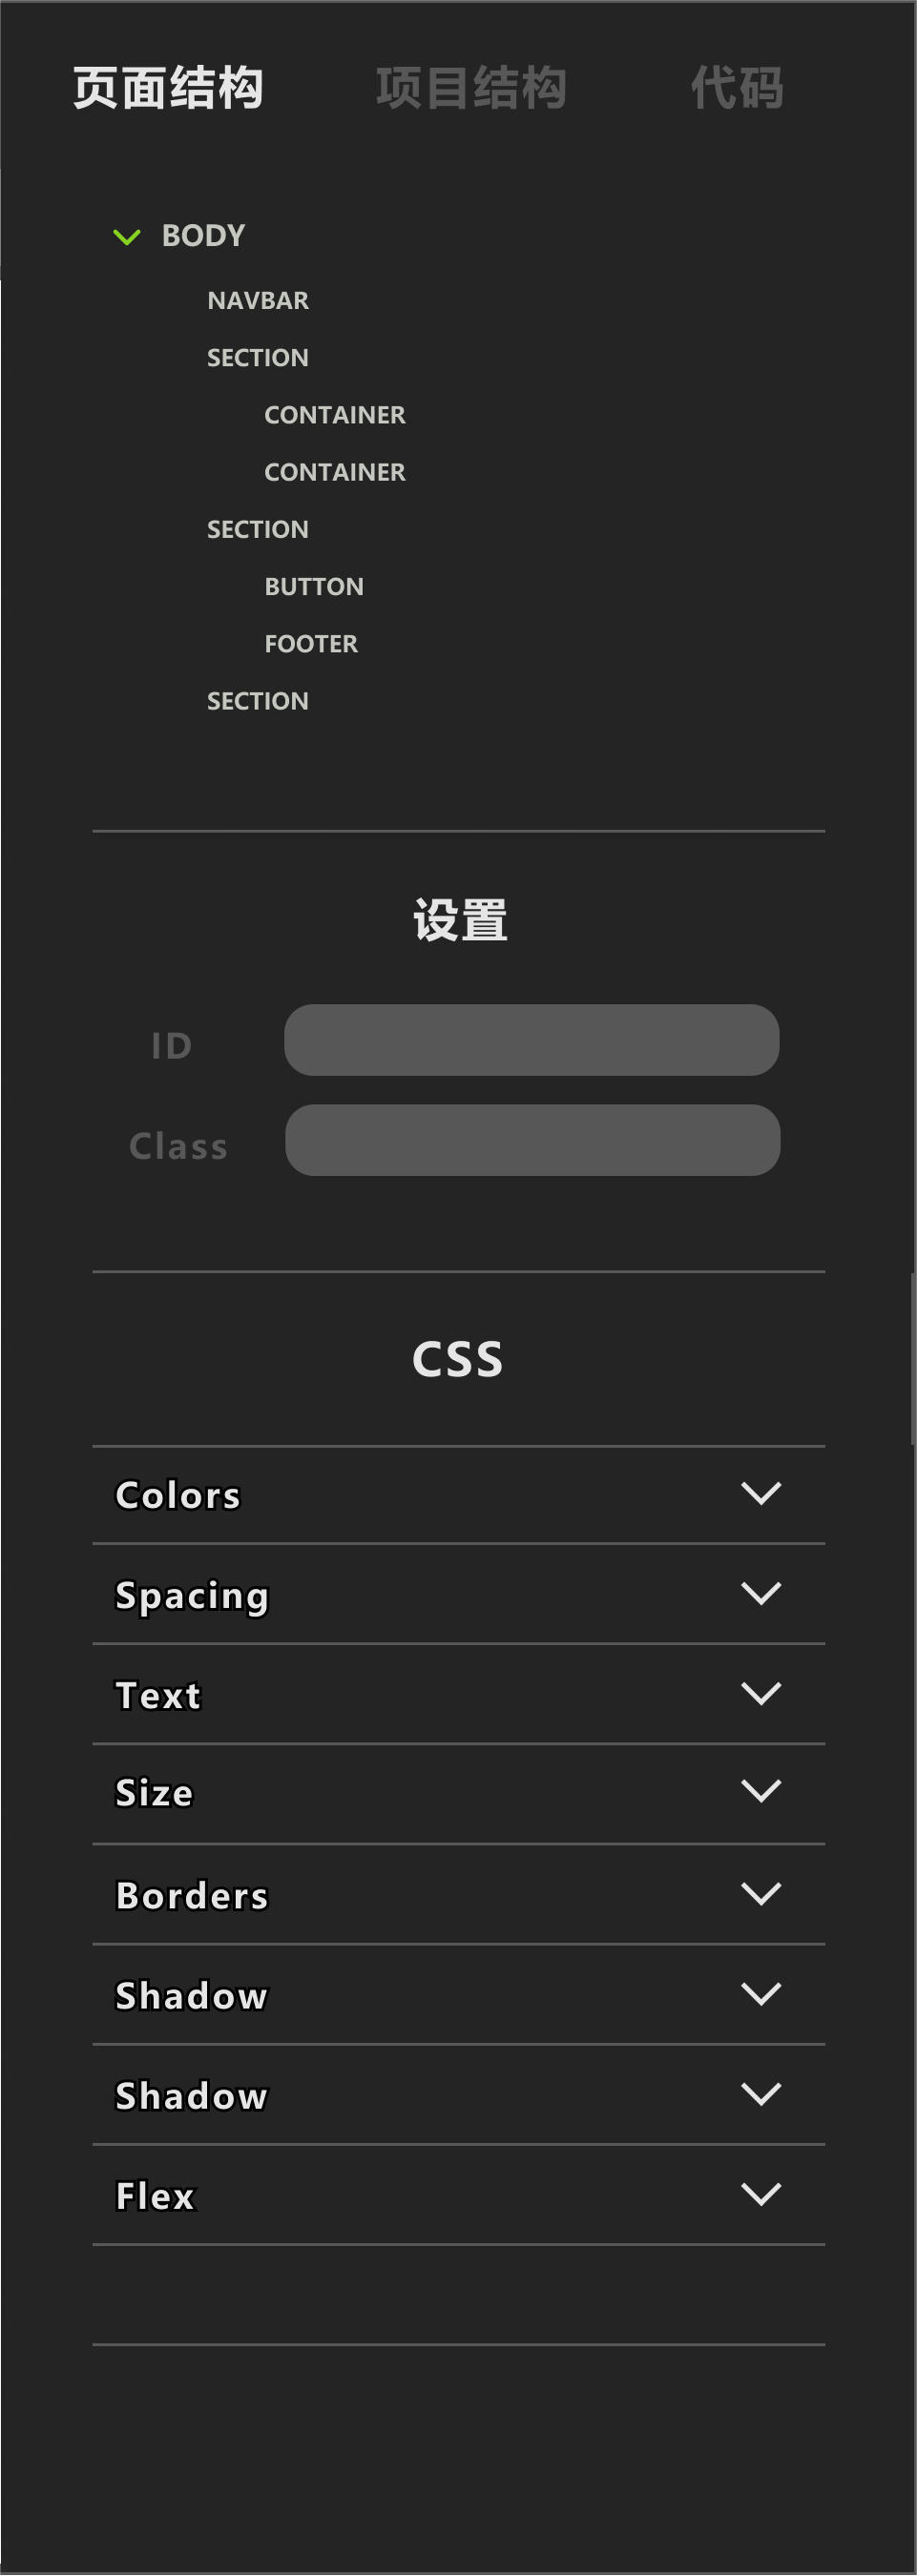 页面结构 项目结构 代码
BODY
NAVBAR
SECTION
CONTAINER
CONTAINER
SECTION
BUTTON
FOOTER
SECTION
设置
ID
Class
CSS
Colors
Spacing
Text
Size
Borders
Shadow
Shadow
Flex